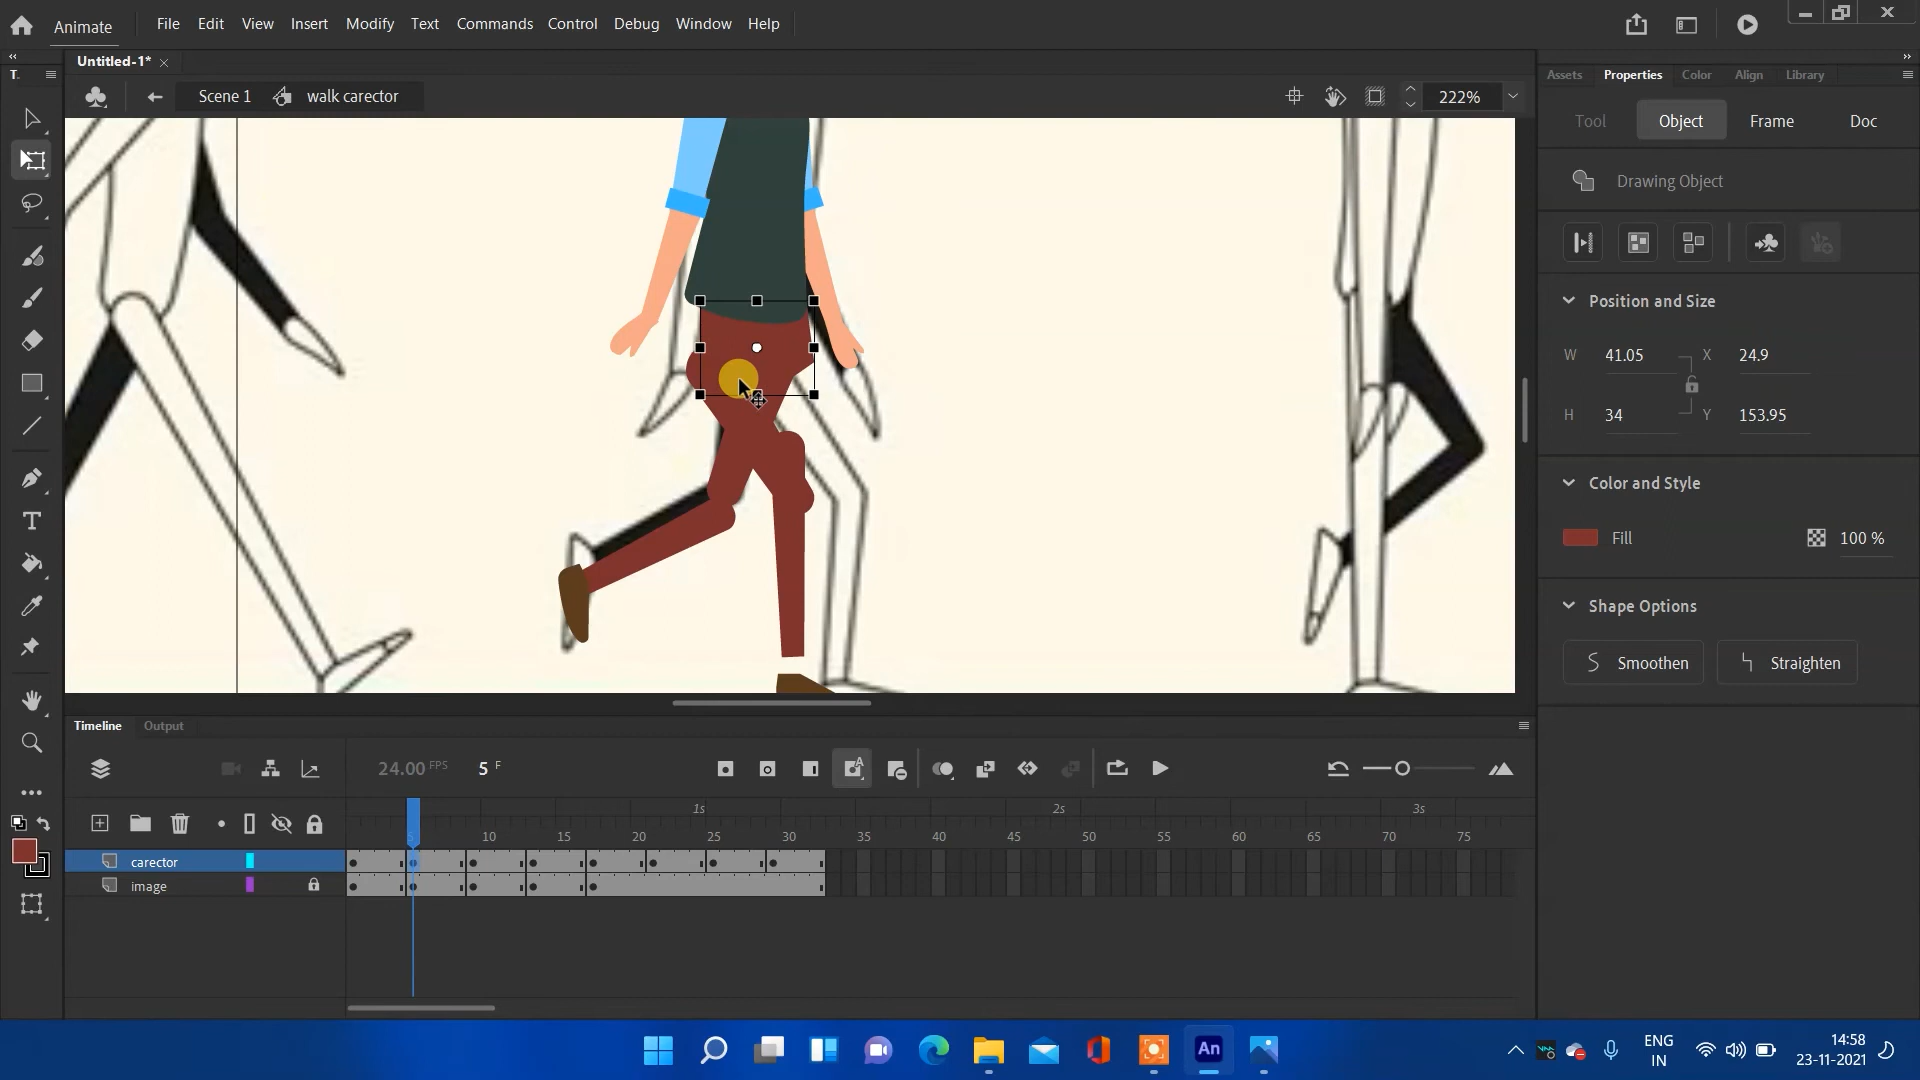 Animate File Edit View Insert Modify Text Commands Control Debug Window Help
Untitled-1*
T. Assets Properties Color Align Library
Scene 1 walk carector 222%
Tool Object Frame Doc
Drawing Object
Position and Size
W 41.05 X 24.9
H 34 Y 153.95
Color and Style
Fill 100 %
Shape Options
Smoothen Straighten
T
Timeline Output
24.00 FPS 5 F A
1s 2s 3s
5 10 15 20 25 30 35 40 45 50 55 60 65 70 75
carector
image
An
ENG
IN
14:58
23-11-2021